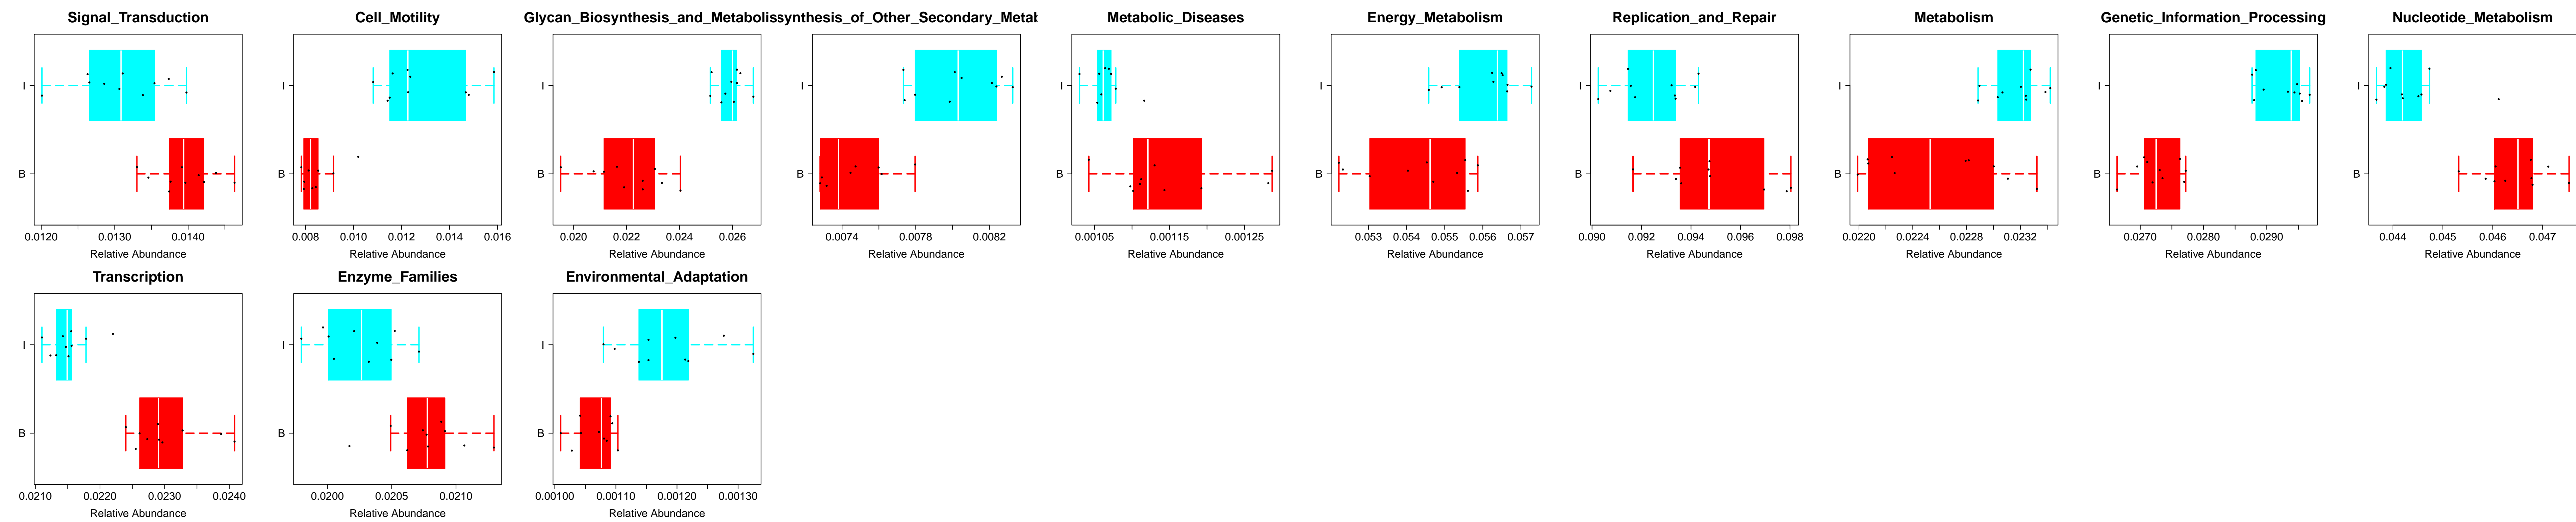 Signal_Transduction
Cell_Motility
Glycan_Biosynthesis_and_Metabolis
synthesis_of_Other_Secondary_Metab
Metabolic_Diseases
Energy_Metabolism
Replication_and_Repair
Metabolism
Genetic_Information_Processing
Nucleotide_Metabolism
I I I I I I I I I I
B B B B B B B B B B
0.0120 0.0130 0.0140
0.008 0.010 0.012 0.014 0.016
0.020 0.022 0.024 0.026
0.0074 0.0078 0.0082
0.00105 0.00115 0.00125
0.053 0.054 0.055 0.056 0.057
0.090 0.092 0.094 0.096 0.098
0.0220 0.0224 0.0228 0.0232
0.0270 0.0280 0.0290
0.044 0.045 0.046 0.047
Relative Abundance Relative Abundance Relative Abundance Relative Abundance Relative Abundance Relative Abundance Relative Abundance Relative Abundance Relative Abundance Relative Abundance
Transcription
Enzyme_Families
Environmental_Adaptation
I I I
B B B
0.0210 0.0220 0.0230 0.0240
0.0200 0.0205 0.0210
0.00100 0.00110 0.00120 0.00130
Relative Abundance Relative Abundance Relative Abundance